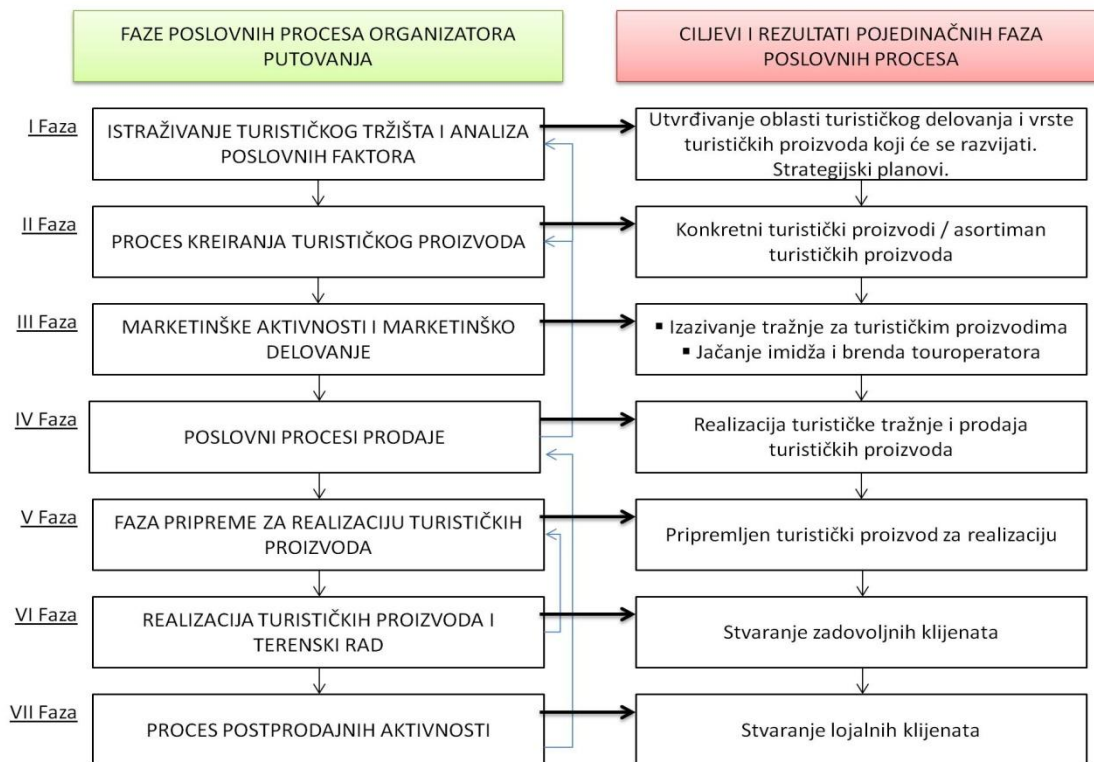 FAZE POSLOVNIH PROCESA ORGANIZATORA
PUTOVANJA
CILJEVI I REZULTATI POJEDINAČNIH FAZA
POSLOVNIH PROCESA
I Faza
ISTRAŽIVANJE TURISTIČKOG TRŽIŠTA I ANALIZA
POSLOVNIH FAKTORA
Utvrđivanje oblasti turističkog delovanja i vrste
turističkih proizvoda koji će se razvijati.
Strategijski planovi.
II Faza
PROCES KREIRANJA TURISTIČKOG PROIZVODA
Konkretni turistički proizvodi / asortiman
turističkih proizvoda
III Faza
MARKETINŠKE AKTIVNOSTI I MARKETINŠKO
DELOVANJE
▪ Izazivanje tražnje za turističkim proizvodima
▪ Jačanje imidža i brenda touroperatora
IV Faza
POSLOVNI PROCESI PRODAJE
Realizacija turističke tražnje i prodaja
turističkih proizvoda
V Faza
FAZA PRIPREME ZA REALIZACIJU TURISTIČKIH
PROIZVODA
Pripremljen turistički proizvod za realizaciju
VI Faza
REALIZACIJA TURISTIČKIH PROIZVODA I
TERENSKI RAD
Stvaranje zadovoljnih klijenata
VII Faza
PROCES POSTPRODAJNIH AKTIVNOSTI
Stvaranje lojalnih klijenata